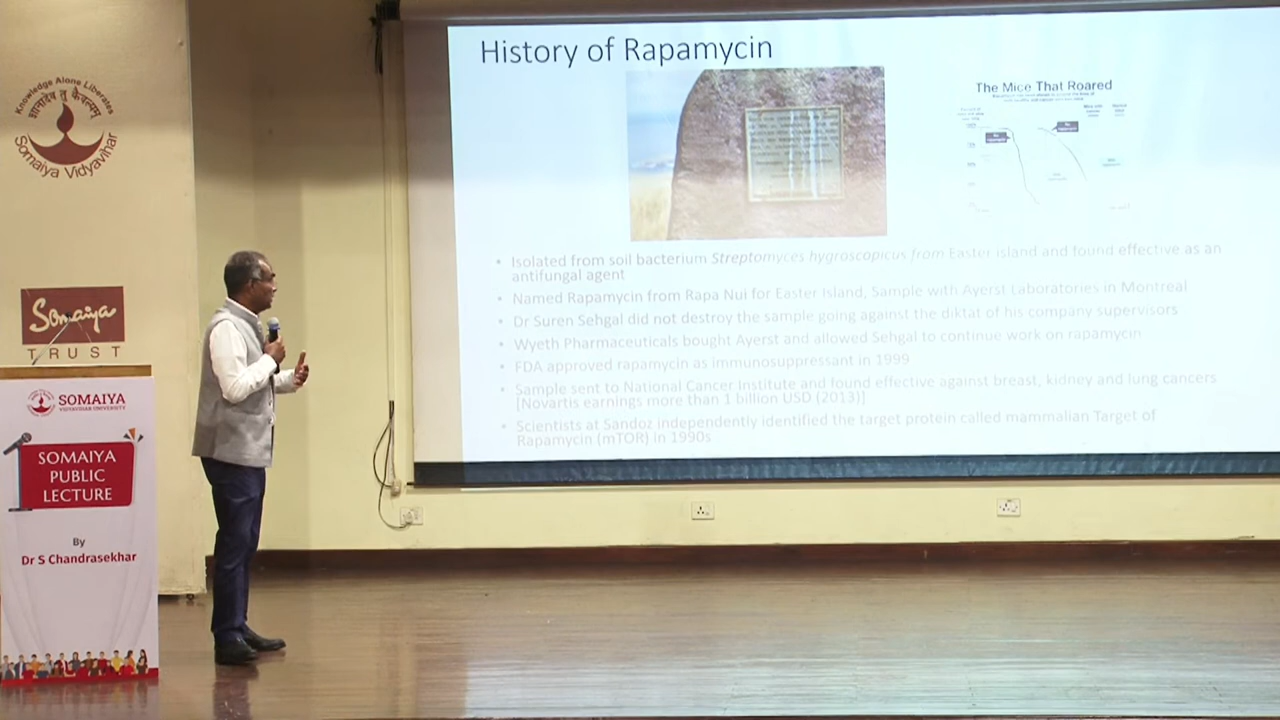 Knowledge Alone Liberates
ज्ञानादेव तु कैवल्यम्
Somaiya Vidyavihar
Somaiya
TRUST
SOMAIYA
VIDYAVIHAR UNIVERSITY
SOMAIYA
PUBLIC
LECTURE
By
Dr S Chandrasekhar
History of Rapamycin
The Mice That Roared
• Isolated from soil bacterium Streptomyces hygroscopicus from Easter island and found effective as an
antifungal agent
• Named Rapamycin from Rapa Nui for Easter Island, Sample with Ayerst Laboratories in Montreal
• Dr Suren Sehgal did not destroy the sample going against the diktat of his company supervisors
• Wyeth Pharmaceuticals bought Ayerst and allowed Sehgal to continue work on rapamycin
• FDA approved rapamycin as immunosuppressant in 1999
• Sample sent to National Cancer Institute and found effective against breast, kidney and lung cancers
[Novartis earnings more than 1 billion USD (2013)]
• Scientists at Sandoz independently identified the target protein called mammalian Target of
Rapamycin (mTOR) in 1990s